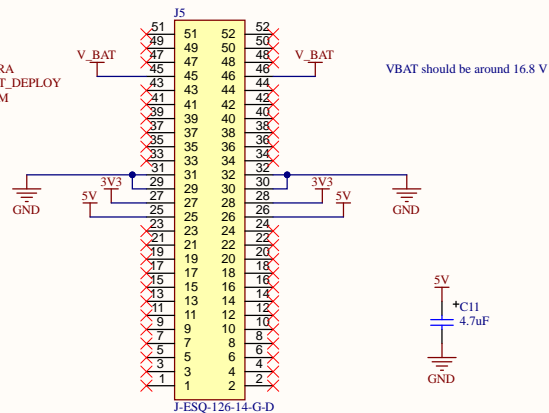 J5
51 51 52 52
49 49 50 50
47 47 48 48
V_BAT 45 45 46 46 V_BAT
43 43 44 44
41 41 42 42
39 39 40 40
37 37 38 38
35 35 36 36
33 33 34 34
31 31 32 32
29 29 30 30
3V3 27 27 28 28 3V3
5V 25 25 26 26 5V
23 23 24 24
21 21 22 22
19 19 20 20
17 17 18 18
15 15 16 16
13 13 14 14
11 11 12 12
9 9 10 10
7 7 8 8
5 5 6 6
3 3 4 4
1 1 2 2
J-ESQ-126-14-G-D
RA
T_DEPLOY
M
GND
GND
VBAT should be around 16.8 V
5V
+
C11
4.7uF
GND